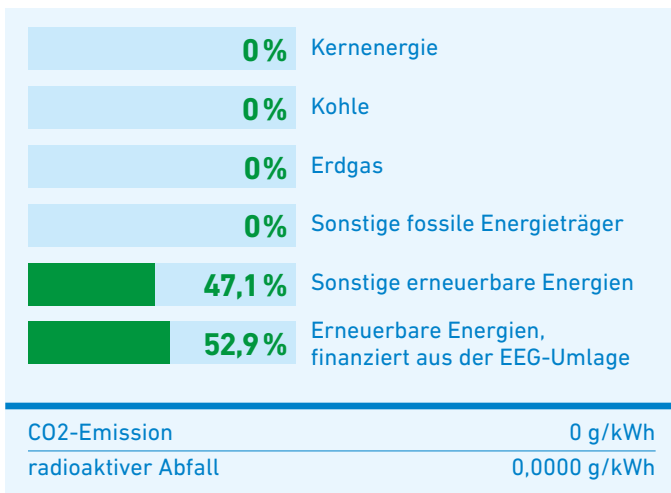 0 % Kernenergie
0 % Kohle
0 % Erdgas
0 % Sonstige fossile Energieträger
47,1 % Sonstige erneuerbare Energien
52,9 % Erneuerbare Energien,
finanziert aus der EEG-Umlage
CO2-Emission 0 g/kWh
radioaktiver Abfall 0,0000 g/kWh